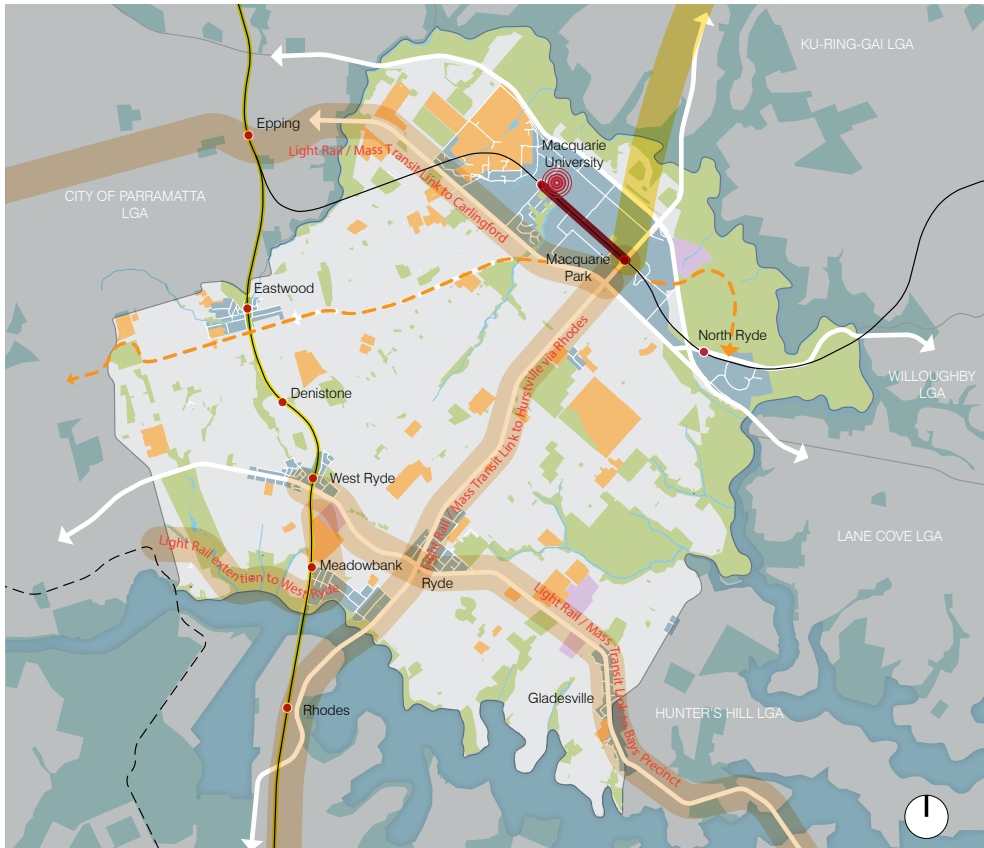 KU-RING-GAI LGA
Epping
Macquarie
University
Light Rail / Mass Transit Link to Carlingford
CITY OF PARRAMATTA
LGA
Macquarie
Park
Eastwood
North Ryde
Light Rail / Mass Transit Link to Hurstville via Rhodes
WILLOUGHBY
LGA
Denistone
West Ryde
LANE COVE LGA
Light Rail extention to West Ryde
Meadowbank
Ryde
Light Rail / Mass Transit Link to Bays Precinct
Gladesville
Rhodes
HUNTER'S HILL LGA